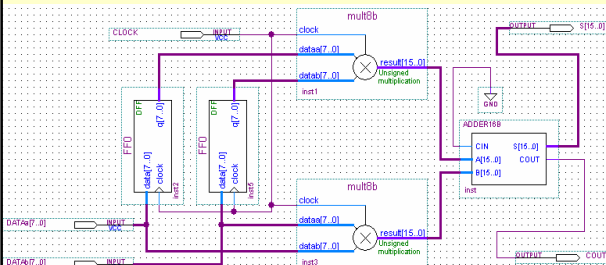 mult8b
CLOCK
INPUT
VCC
clock
dataa[7..0]
datab[7..0]
result[15..0]
Unsigned
multiplication
inst1
OUTPUT
S[15..0]
GND
DFF
q[7..0]
FFD
data[7..0]
clock
inst2
DFF
q[7..0]
FFD
data[7..0]
clock
inst5
ADDER16B
CIN
A[15..0]
B[15..0]
S[15..0]
COUT
inst
mult8b
clock
dataa[7..0]
datab[7..0]
result[15..0]
Unsigned
multiplication
inst3
DATAa[7..0]
INPUT
VCC
DATAb[7..0]
INPUT
OUTPUT
COUT